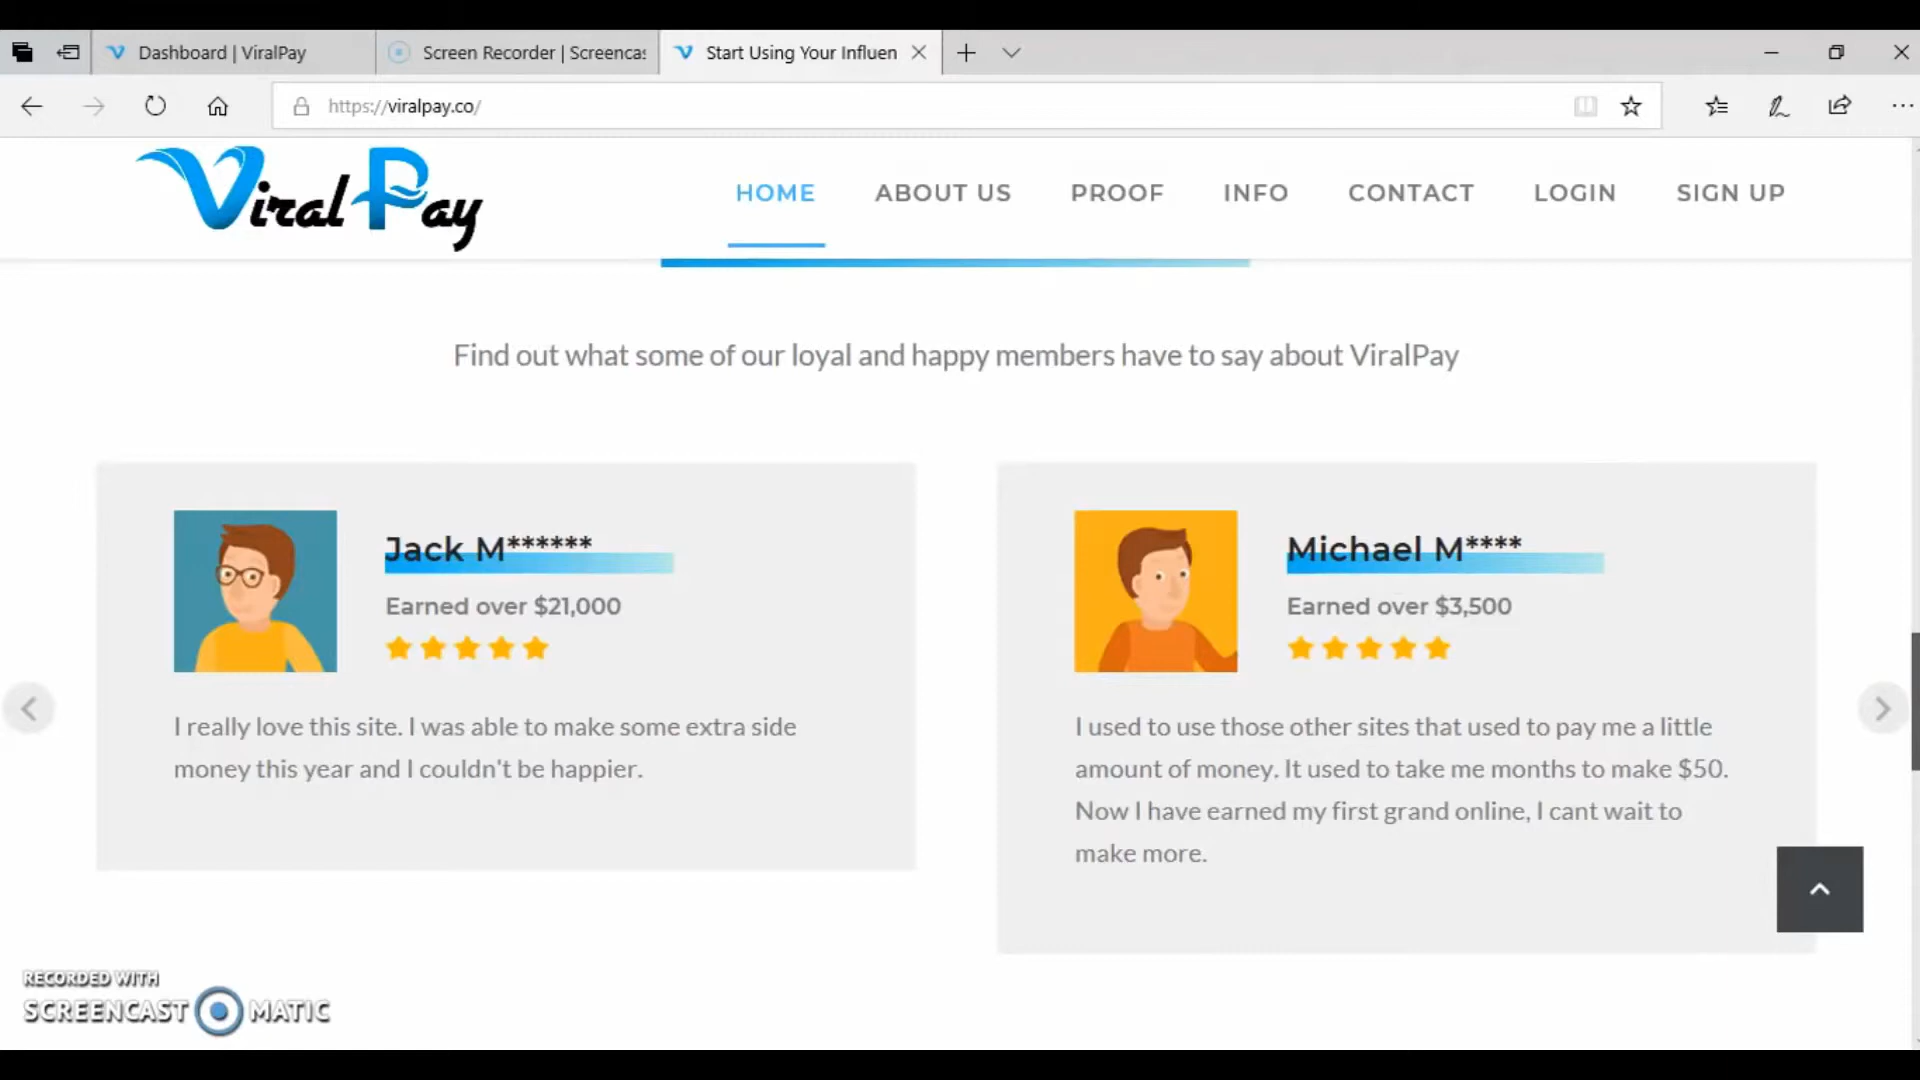 Dashboard | ViralPay
Screen Recorder | Screencas
Start Using Your Influen
https://viralpay.co/
Viral Pay
HOME
ABOUT US
PROOF
INFO
CONTACT
LOGIN
SIGN UP
Find out what some of our loyal and happy members have to say about ViralPay
Jack M******
Earned over $21,000
I really love this site. I was able to make some extra side
money this year and I couldn't be happier.
Michael M****
Earned over $3,500
I used to use those other sites that used to pay me a little
amount of money. It used to take me months to make $50.
Now I have earned my first grand online, I cant wait to
make more.
RECORDED WITH
SCREENCAST MATIC